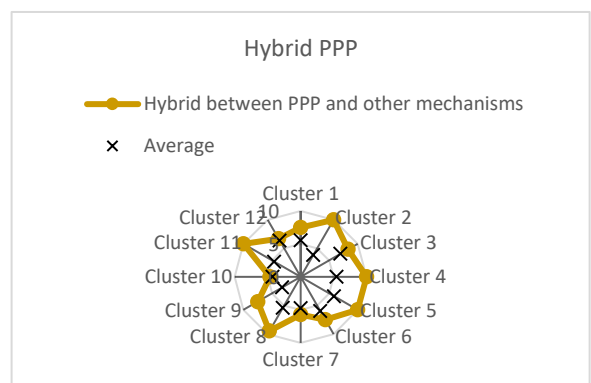 Hybrid PPP
Hybrid between PPP and other mechanisms
Average
Cluster 1
10
Cluster 2
Cluster 3
Cluster 4
Cluster 5
Cluster 6
Cluster 7
Cluster 8
Cluster 9
Cluster 10
Cluster 11
Cluster 12
5